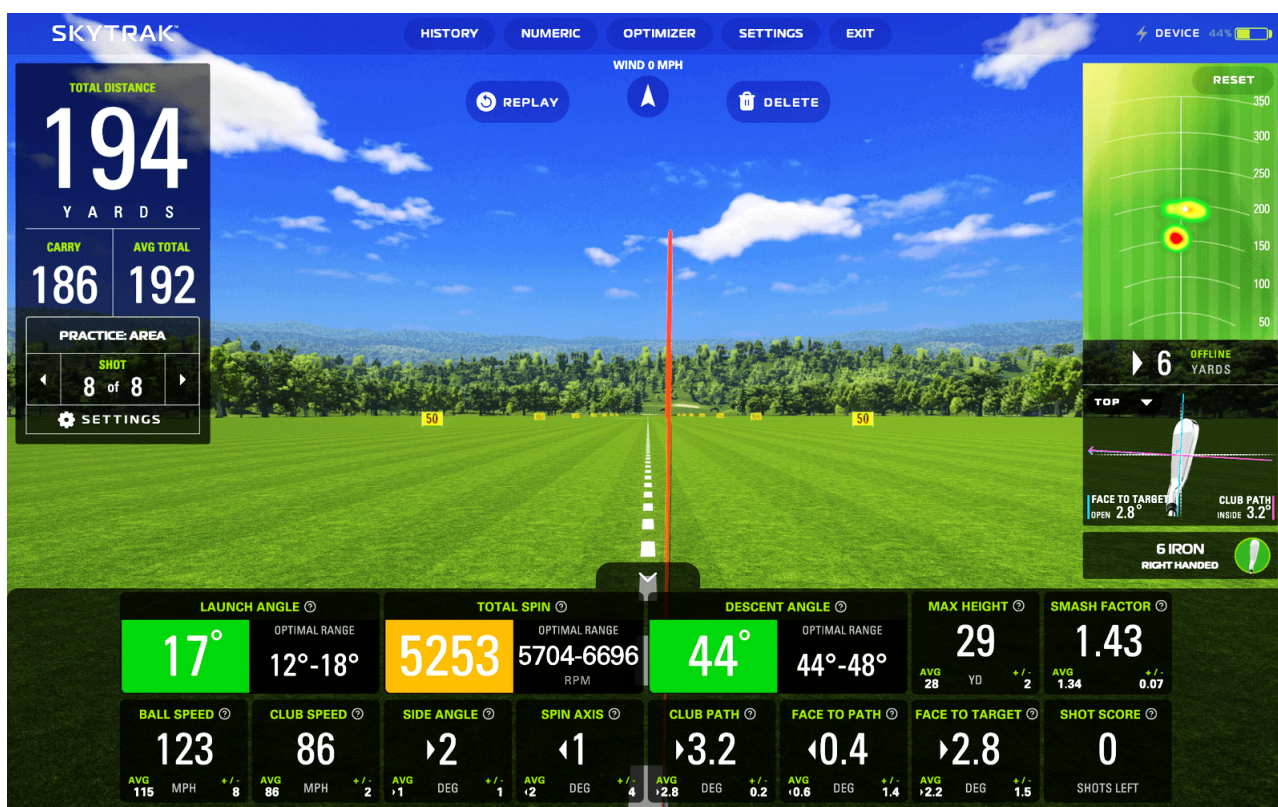 SKYTRAK™
HISTORY
NUMERIC
OPTIMIZER
SETTINGS
EXIT
DEVICE 44%
WIND 0 MPH
REPLAY
DELETE
TOTAL DISTANCE
194
YARDS
CARRY
186
AVG TOTAL
192
PRACTICE: AREA
SHOT
8 of 8
SETTINGS
50
50
RESET
350
300
250
200
150
100
50
6
OFFLINE
YARDS
TOP
FACE TO TARGET
OPEN 2.8°
CLUB PATH
INSIDE 3.2°
6 IRON
RIGHT HANDED
LAUNCH ANGLE ?
17°
OPTIMAL RANGE
12°-18°
TOTAL SPIN ?
5253
OPTIMAL RANGE
5704-6696
RPM
DESCENT ANGLE ?
44°
OPTIMAL RANGE
44°-48°
MAX HEIGHT ?
29
AVG
28
YD
+/-
2
SMASH FACTOR ?
1.43
AVG
1.34
+/-
0.07
BALL SPEED ?
123
AVG
115
MPH
+/-
8
CLUB SPEED ?
86
AVG
86
MPH
+/-
2
SIDE ANGLE ?
2
AVG
1
DEG
+/-
1
SPIN AXIS ?
1
AVG
2
DEG
+/-
4
CLUB PATH ?
3.2
AVG
2.8
DEG
+/-
0.2
FACE TO PATH ?
0.4
AVG
0.6
DEG
+/-
1.4
FACE TO TARGET ?
2.8
AVG
2.2
DEG
+/-
1.5
SHOT SCORE ?
0
SHOTS LEFT